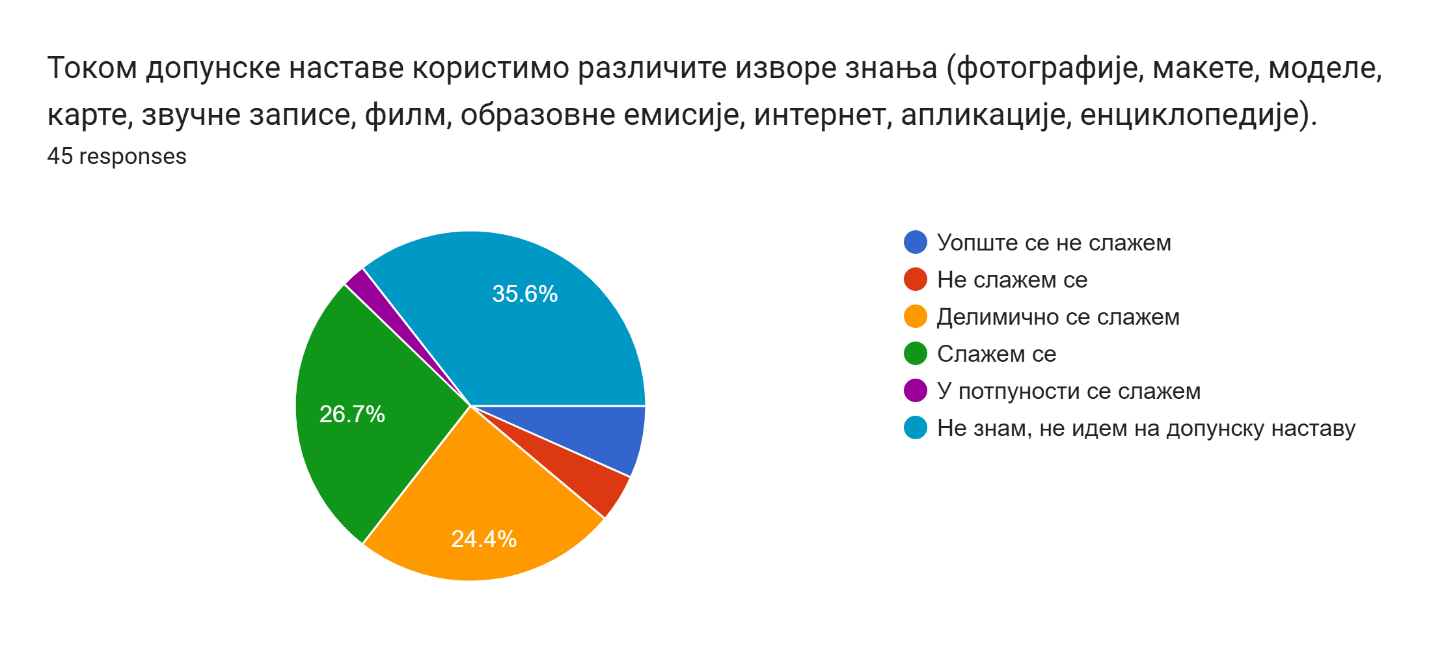 Током допунске наставе користимо различите изворе знања (фотографије, макете, моделе,
карте, звучне записе, филм, образовне емисије, интернет, апликације, енциклопедије).
45 responses
35.6%
26.7%
24.4%
Уопште се не слажем
Не слажем се
Делимично се слажем
Слажем се
У потпуности се слажем
Не знам, не идем на допунску наставу